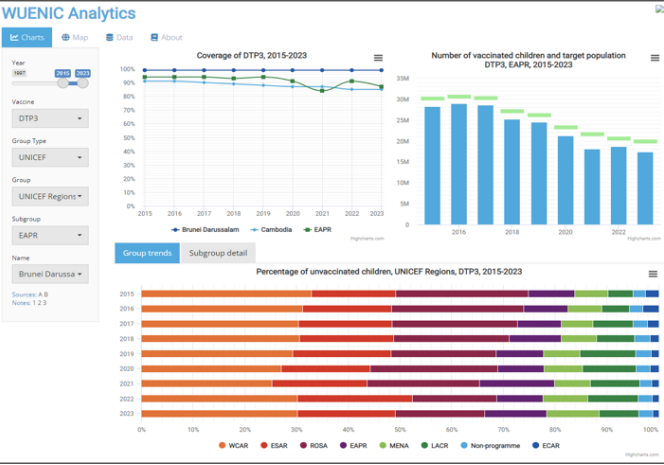 WUENIC Analytics
Charts
Map
Data
About
Year
1997
2015
2023
Vaccine
DTP3
Group Type
UNICEF
Group
UNICEF Regions
Subgroup
EAPR
Name
Brunei Darussa
Sources: A B
Notes: 1 2 3
Coverage of DTP3, 2015-2023
100%
90%
80%
70%
60%
50%
40%
30%
20%
10%
0%
2015 2016 2017 2018 2019 2020 2021 2022 2023
Brunei Darussalam Cambodia EAPR
Highcharts.com
Number of vaccinated children and target population
DTP3, EAPR, 2015-2023
35M
30M
25M
20M
15M
10M
5M
0M
2016 2018 2020 2022
Highcharts.com
Group trends
Subgroup detail
Percentage of unvaccinated children, UNICEF Regions, DTP3, 2015-2023
2015
2016
2017
2018
2019
2020
2021
2022
2023
0% 10% 20% 30% 40% 50% 60% 70% 80% 90% 100%
WCAR ESAR ROSA EAPR MENA LACR Non-programme ECAR
Highcharts.com